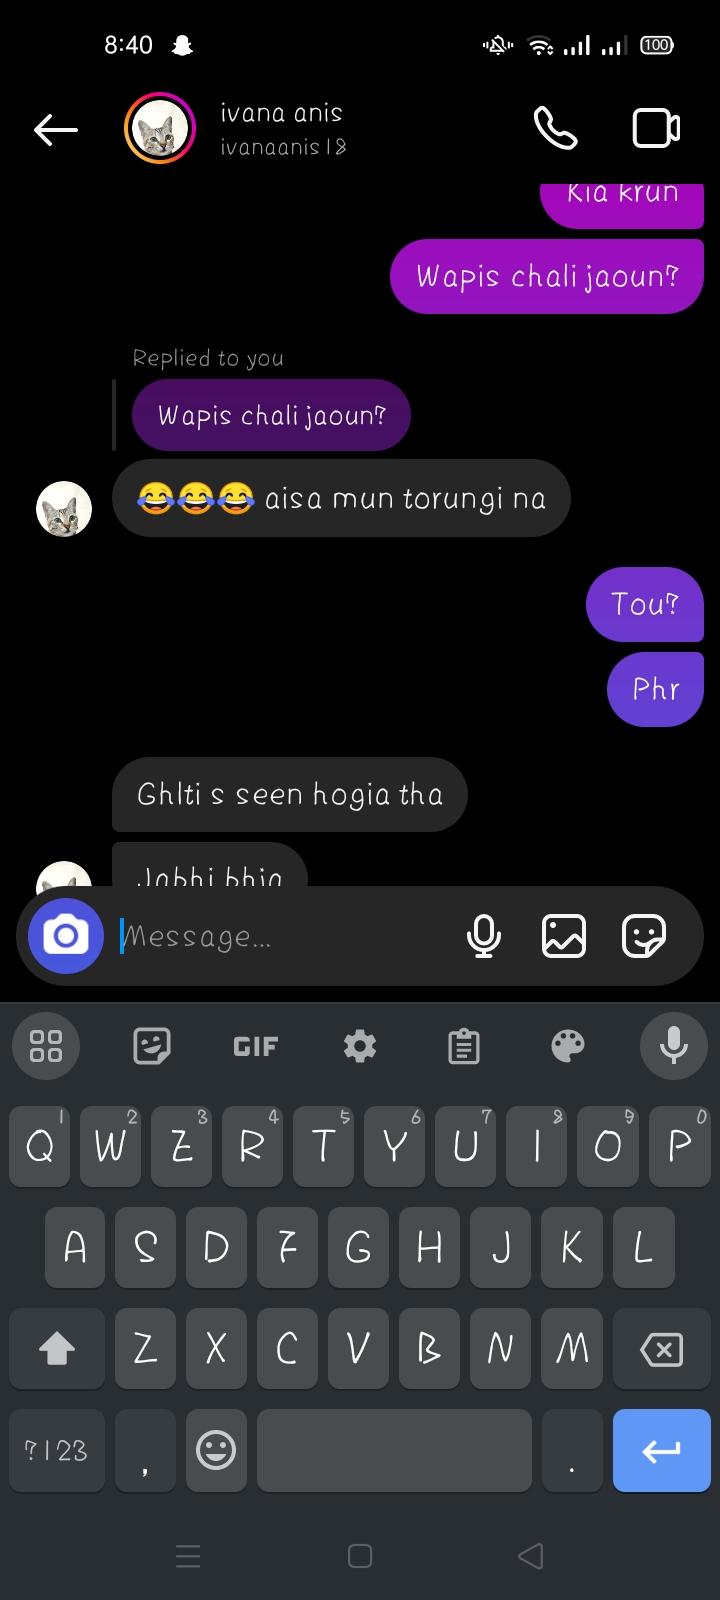 8:40
100
ivana anis
ivanaanis18
Kia krun
Wapis chali jaoun?
Replied to you
Wapis chali jaoun?
😂😂😂 aisa mun torungi na
Tou?
Phr
Ghlti s seen hogia tha
Jabhi bhja
Message...
GIF
1 2 3 4 5 6 7 8 9 0
Q W E R T Y U I O P
A S D F G H J K L
Z X C V B N M
?123 , .